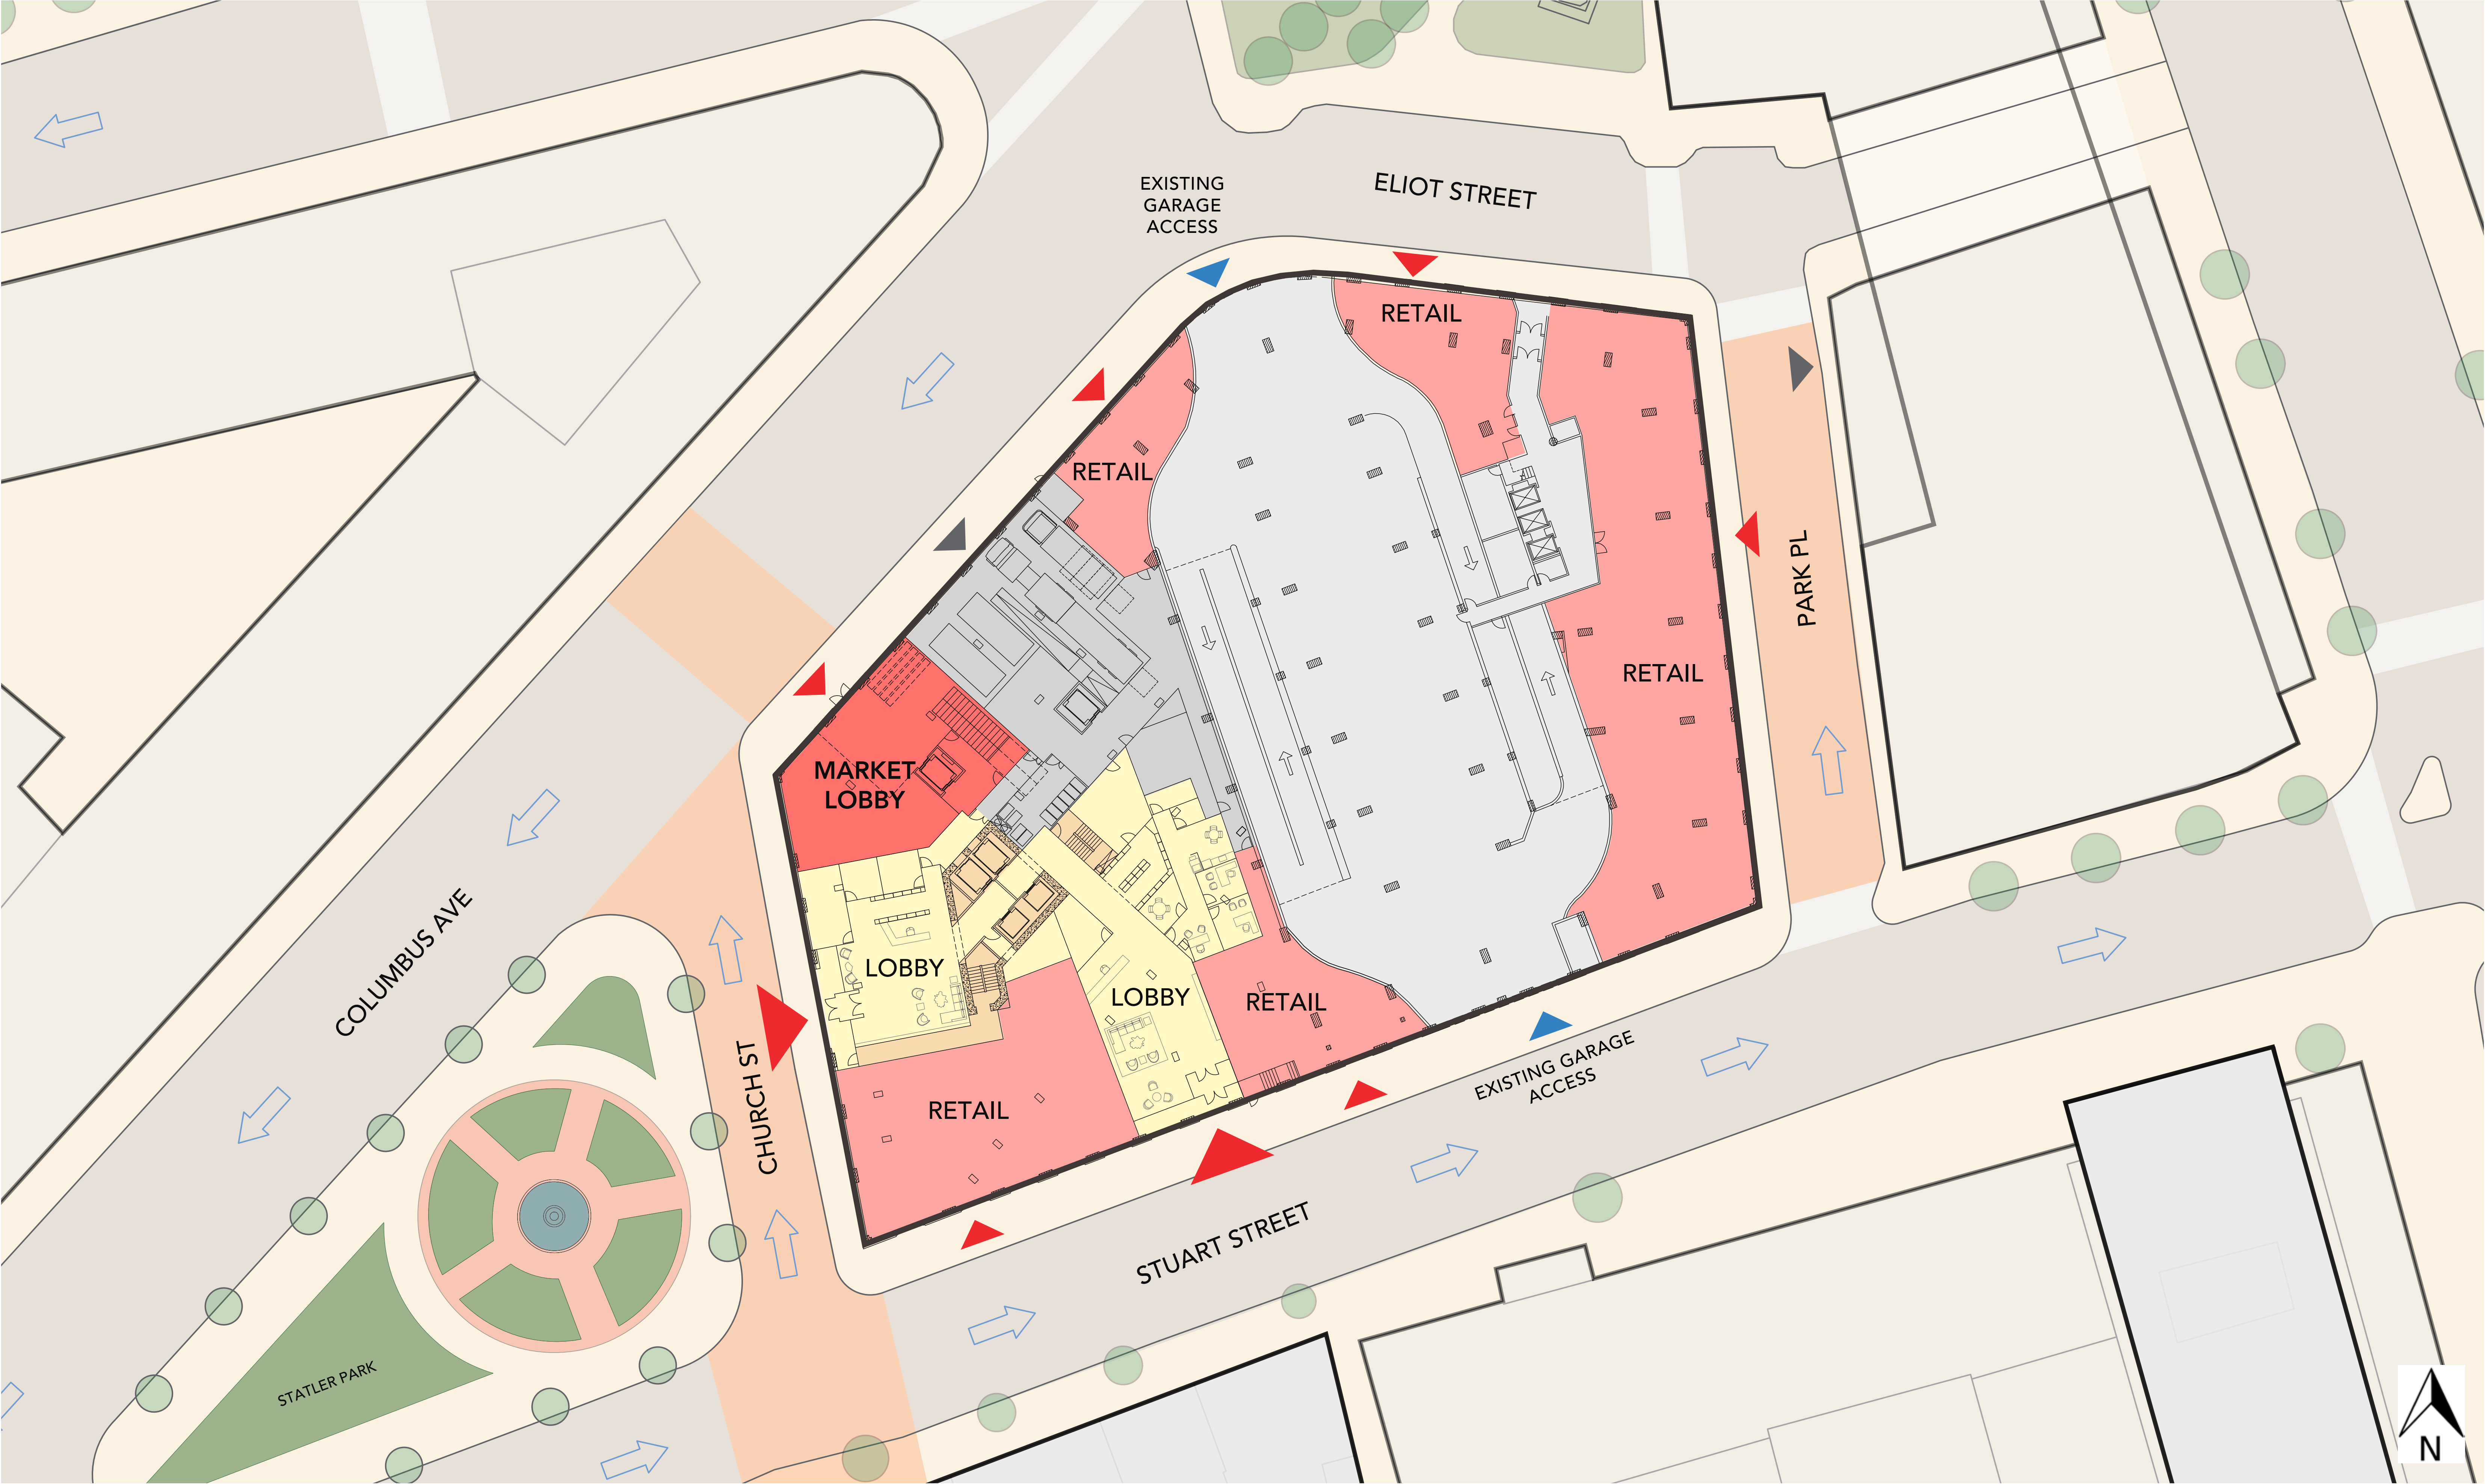 EXISTING
GARAGE
ACCESS
ELIOT STREET
RETAIL
RETAIL
PARK PL
RETAIL
MARKET
LOBBY
COLUMBUS AVE
LOBBY
LOBBY
RETAIL
CHURCH ST
RETAIL
EXISTING GARAGE
ACCESS
STUART STREET
STATLER PARK
N